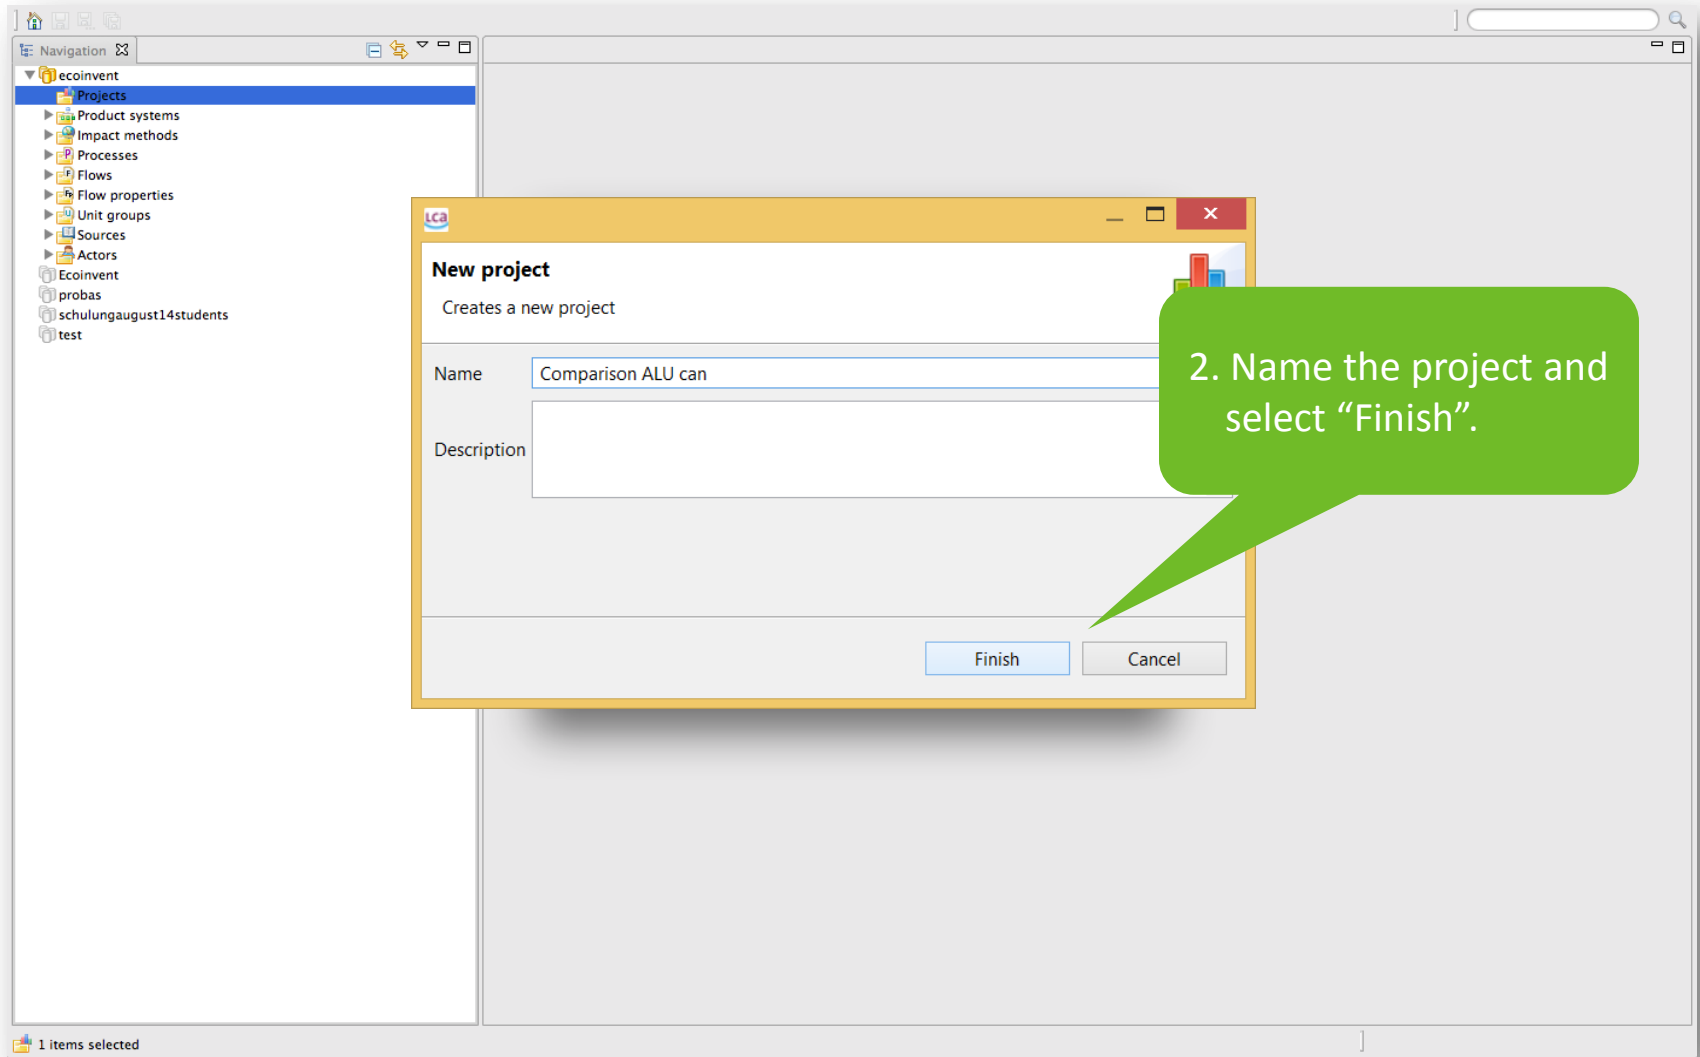 Navigation
ecoinvent
Projects
Product systems
Impact methods
Processes
Flows
Flow properties
Unit groups
Sources
Actors
Ecoinvent
probas
schulungaugust14students
test
LCA
New project
Creates a new project
Name
Comparison ALU can
Description
Finish
Cancel
2. Name the project and
select “Finish”.
1 items selected